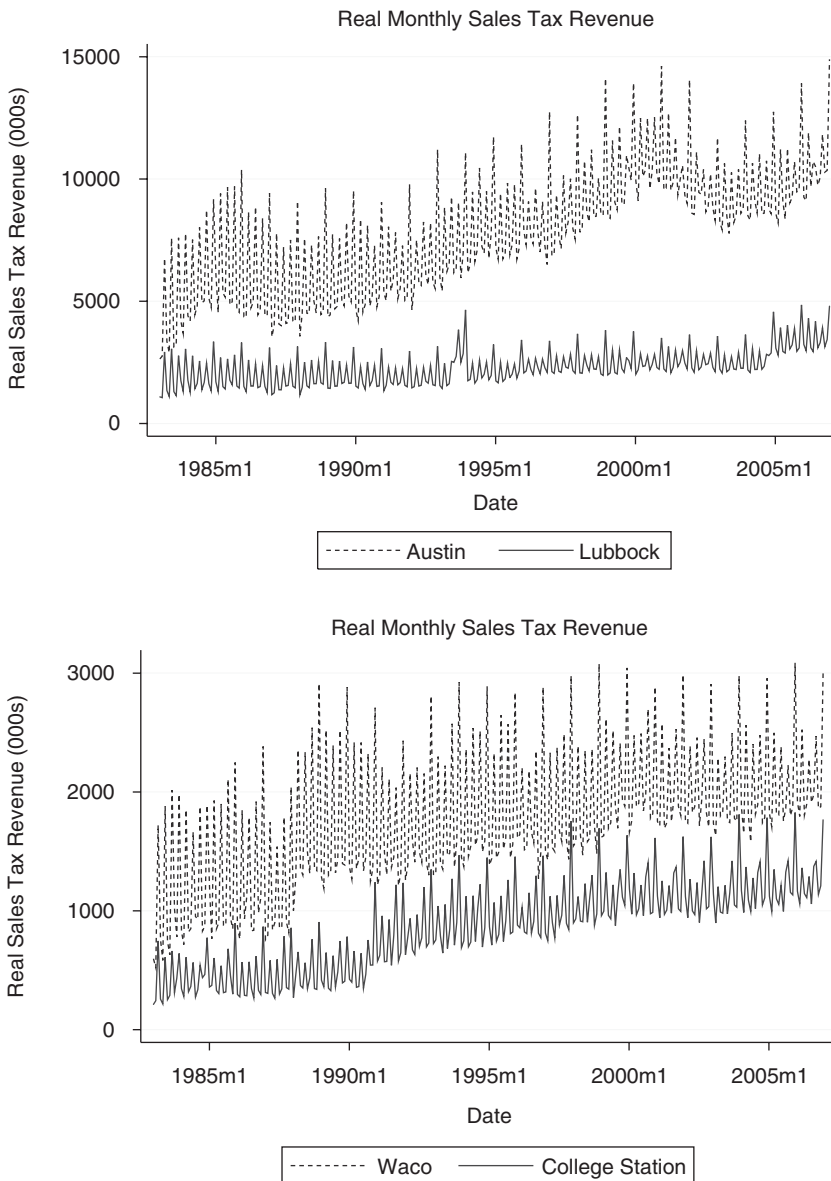 Real Monthly Sales Tax Revenue
15000
10000
5000
0
Real Sales Tax Revenue (000s)
1985m1 1990m1 1995m1 2000m1 2005m1
Date
Austin Lubbock
Real Monthly Sales Tax Revenue
3000
2000
1000
0
Real Sales Tax Revenue (000s)
1985m1 1990m1 1995m1 2000m1 2005m1
Date
Waco College Station